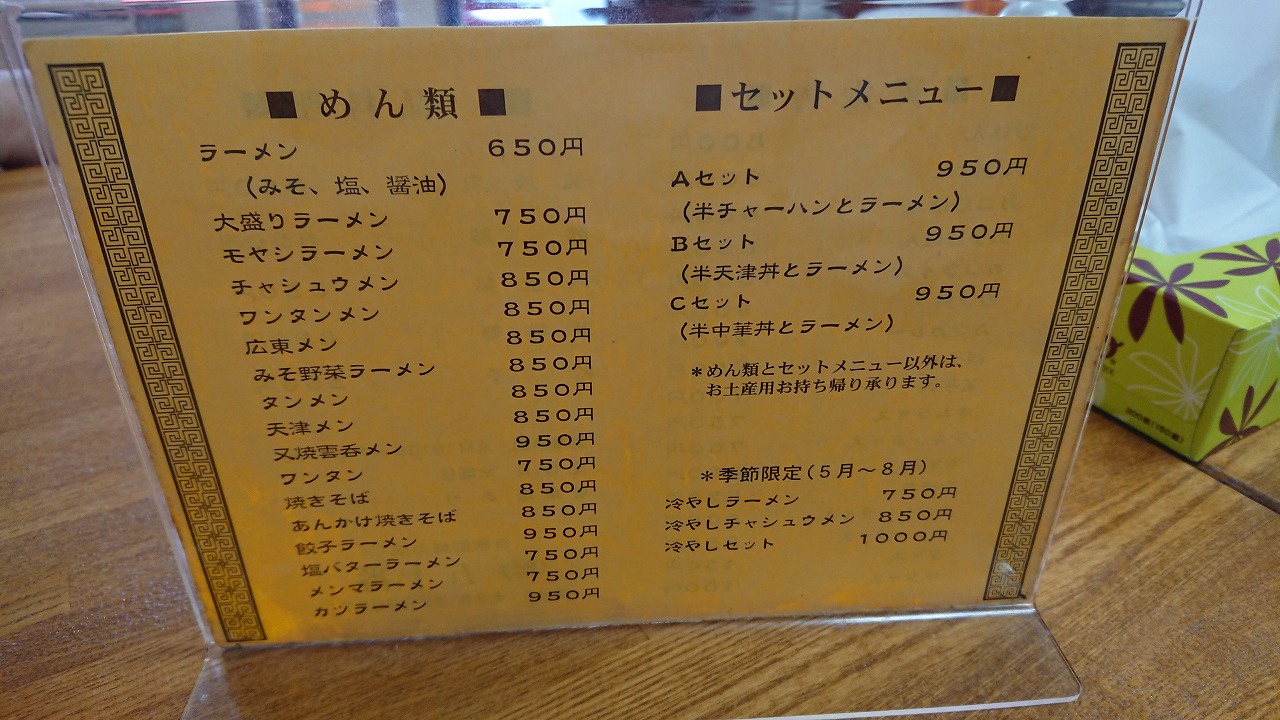 ■めん類■
ラーメン 650円
(みそ、塩、醤油)
大盛りラーメン 750円
モヤシラーメン 750円
チャシュウメン 850円
ワンタンメン 850円
広東メン 850円
みそ野菜ラーメン 850円
タンメン 850円
天津メン 850円
叉焼雲呑メン 950円
ワンタン 750円
焼きそば 850円
あんかけ焼きそば 850円
餃子ラーメン 950円
塩バターラーメン 750円
メンマラーメン 750円
カツラーメン 950円
■セットメニュー■
Aセット 950円
(半チャーハンとラーメン)
Bセット 950円
(半天津丼とラーメン)
Cセット 950円
(半中華丼とラーメン)
＊めん類とセットメニュー以外は、
お土産用お持ち帰り承ります。
＊季節限定(5月～8月)
冷やしラーメン 750円
冷やしチャシュウメン 850円
冷やしセット 1000円
300枚(150組)